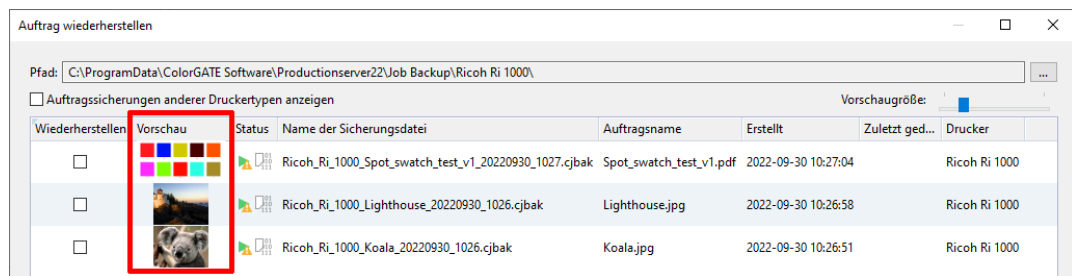 Auftrag wiederherstellen
Pfad: C:\ProgramData\ColorGATE Software\Productionserver22\Job Backup\Ricoh Ri 1000\ ...
Auftragssicherungen anderer Druckertypen anzeigen Vorschaugröße:
Wiederherstellen Vorschau Status Name der Sicherungsdatei Auftragsname Erstellt Zuletzt ged... Drucker
Ricoh_Ri_1000_Spot_swatch_test_v1_20220930_1027.cjbak Spot_swatch_test_v1.pdf 2022-09-30 10:27:04 Ricoh Ri 1000
Ricoh_Ri_1000_Lighthouse_20220930_1026.cjbak Lighthouse.jpg 2022-09-30 10:26:58 Ricoh Ri 1000
Ricoh_Ri_1000_Koala_20220930_1026.cjbak Koala.jpg 2022-09-30 10:26:51 Ricoh Ri 1000